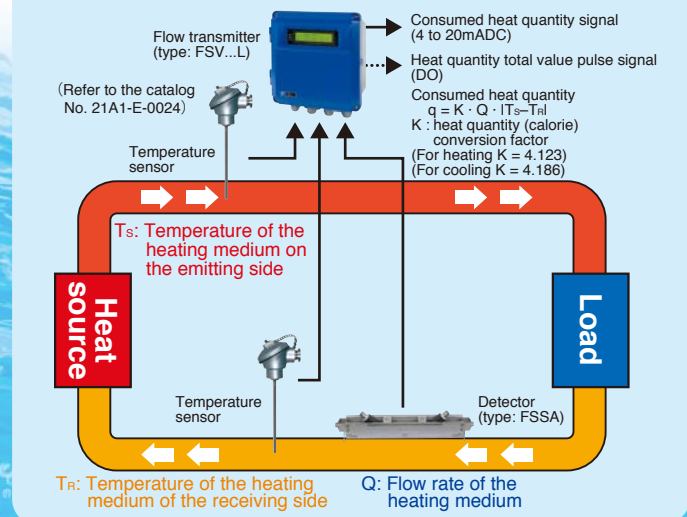 Flow transmitter
(type: FSV...L)
(Refer to the catalog
No. 21A1-E-0024)
Consumed heat quantity signal
(4 to 20mADC)
Heat quantity total value pulse signal
(DO)
Consumed heat quantity
q = K · Q · |Ts–TR|
K : heat quantity (calorie)
conversion factor
(For heating K = 4.123)
(For cooling K = 4.186)
Temperature
sensor
Ts: Temperature of the
heating medium on
the emitting side
Heat
source
Load
Temperature
sensor
Detector
(type: FSSA)
TR: Temperature of the heating
medium of the receiving side
Q: Flow rate of the
heating medium